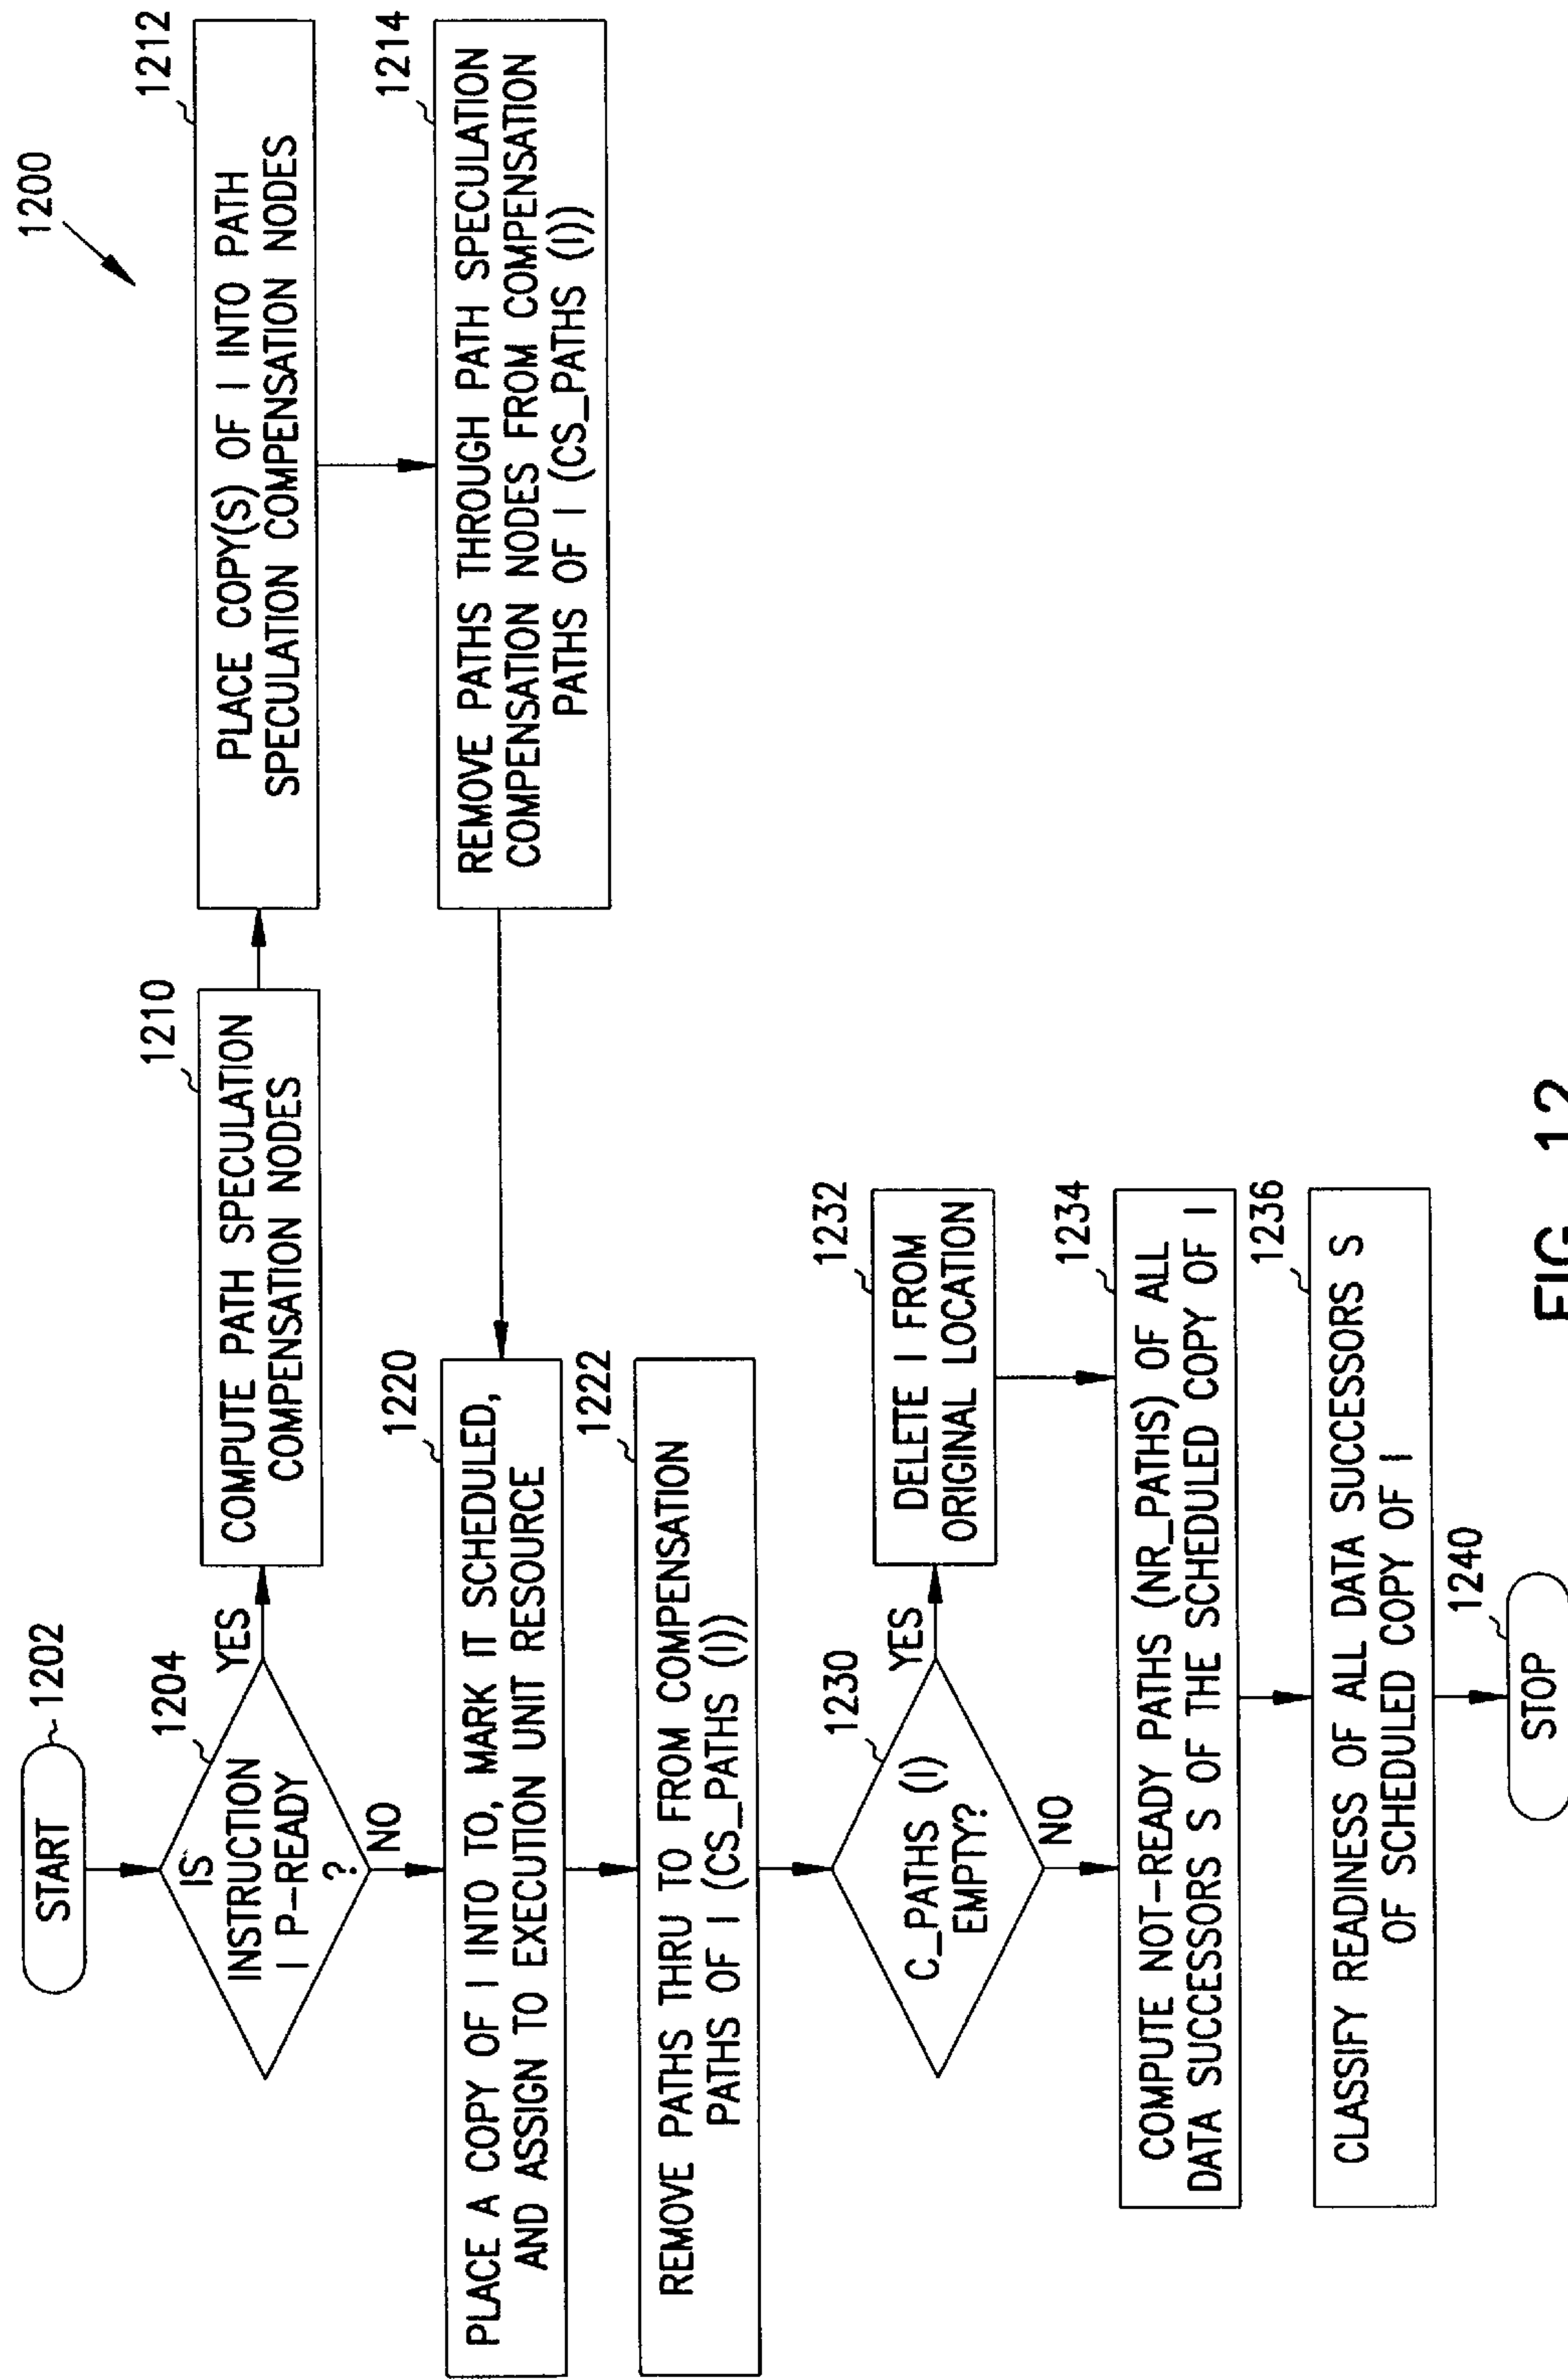 1200
START
1202
IS
INSTRUCTION
I P-READY
?
1204
YES
NO
COMPUTE PATH SPECULATION
COMPENSATION NODES
1210
PLACE COPY(S) OF I INTO PATH
SPECULATION COMPENSATION NODES
1212
REMOVE PATHS THROUGH PATH SPECULATION
COMPENSATION NODES FROM COMPENSATION
PATHS OF I (CS_PATHS (I))
1214
PLACE A COPY OF I INTO TO, MARK IT SCHEDULED,
AND ASSIGN TO EXECUTION UNIT RESOURCE
1220
REMOVE PATHS THRU TO FROM COMPENSATION
PATHS OF I (CS_PATHS (I))
1222
C_PATHS (I)
EMPTY?
1230
YES
NO
DELETE I FROM
ORIGINAL LOCATION
1232
COMPUTE NOT-READY PATHS (NR_PATHS) OF ALL
DATA SUCCESSORS S OF THE SCHEDULED COPY OF I
1234
CLASSIFY READINESS OF ALL DATA SUCCESSORS S
OF SCHEDULED COPY OF I
1236
STOP
1240
FIG. 12